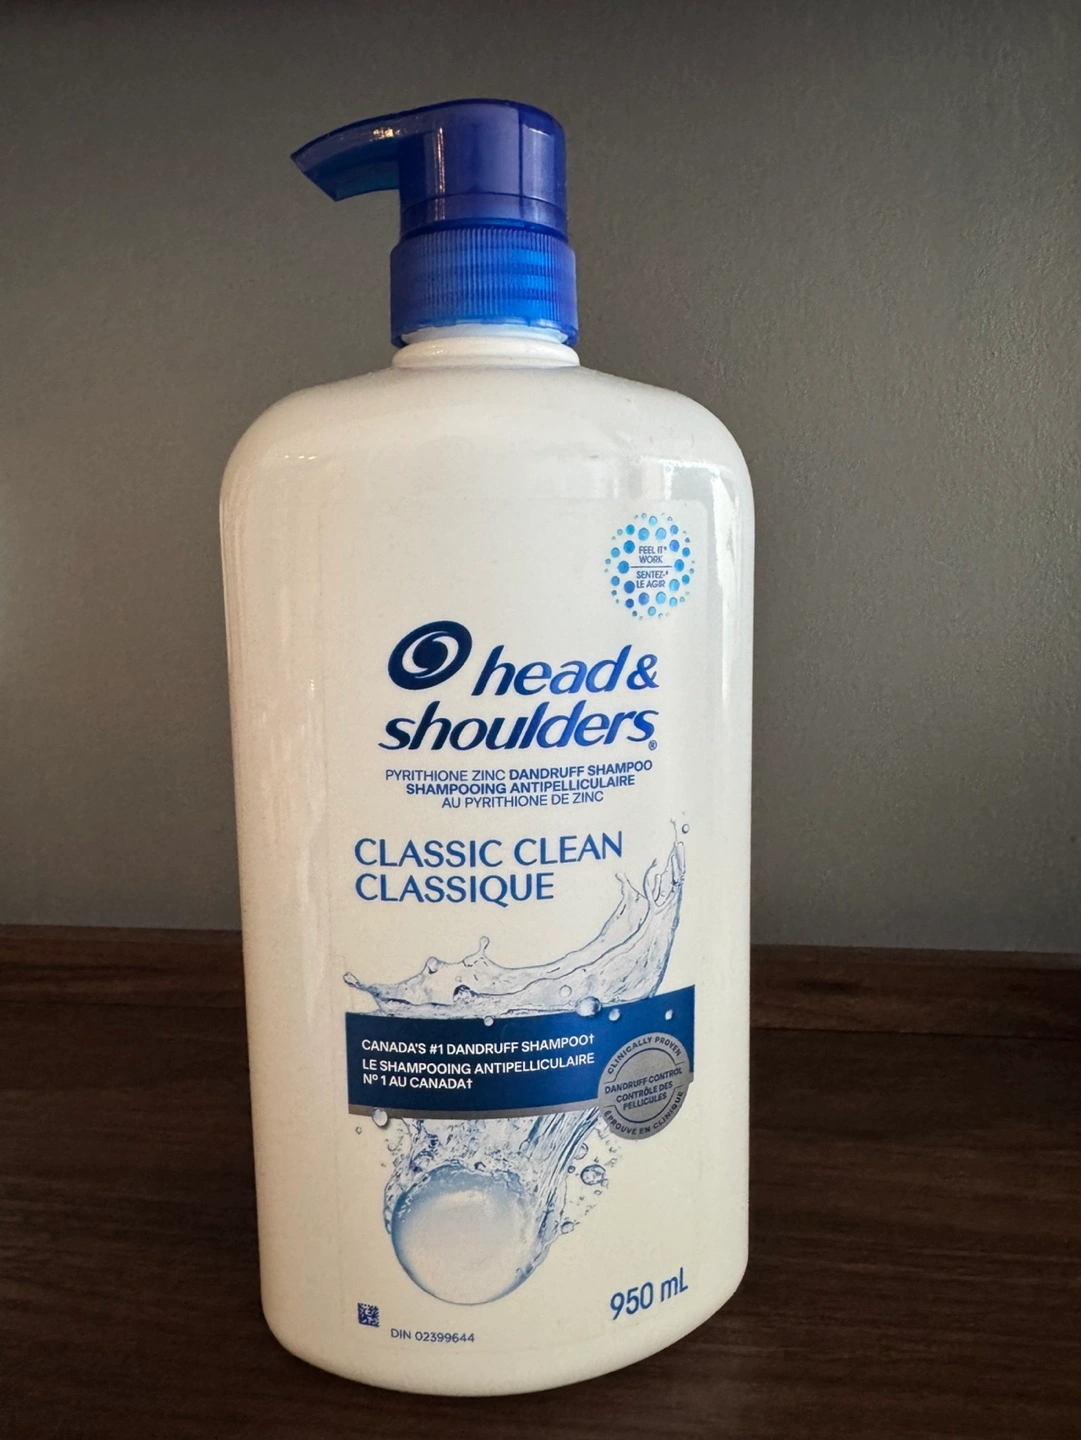 FEEL IT*
WORK
SENTEZ-*
LE AGIR
head &
shoulders®
PYRITHIONE ZINC DANDRUFF SHAMPOO
SHAMPOOING ANTIPELLICULAIRE
AU PYRITHIONE DE ZINC
CLASSIC CLEAN
CLASSIQUE
CANADA'S #1 DANDRUFF SHAMPOO†
LE SHAMPOOING ANTIPELLICULAIRE
Nº 1 AU CANADA†
CLINICALLY PROVEN
DANDRUFF CONTROL
CONTRÔLE DES
PELLICULES
ÉPROUVÉ EN CLINIQUE
950 mL
DIN 02399644